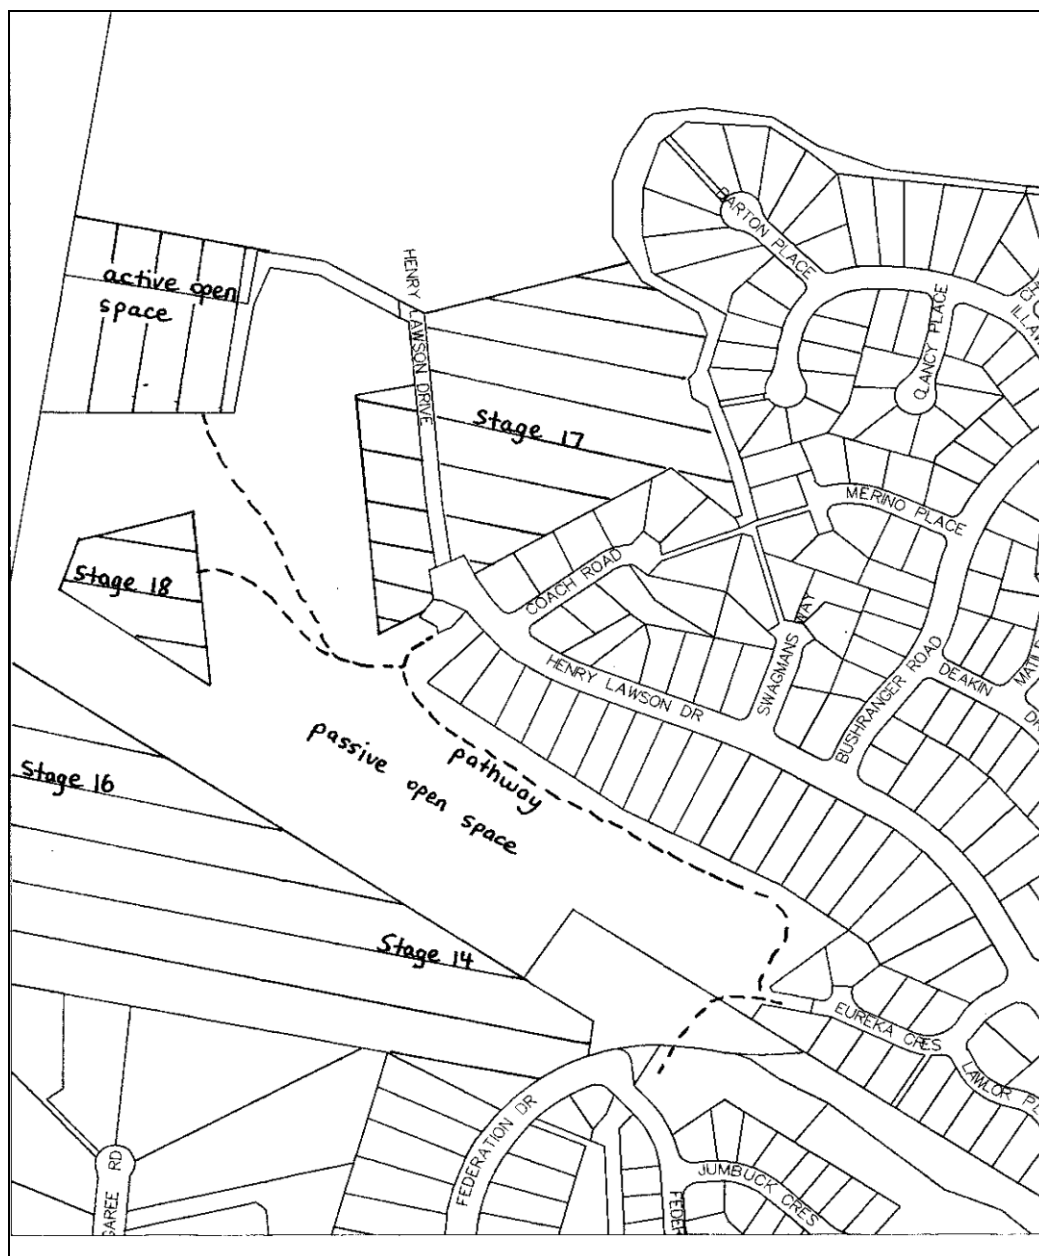 BARTON PLACE
HENRY LAWSON DRIVE
active open
space
CLANCY PLACE
Stage 17
MERINO PLACE
COACH ROAD
Stage 18
SWAGMANS WAY
HENRY LAWSON DR
BUSHRANGER ROAD
DEAKIN
passive open space
pathway
Stage 16
Stage 14
EUREKA CRES
LAWLOR PL
FEDERATION DR
JUMBUCK CRES
FEDER
GAREE RD